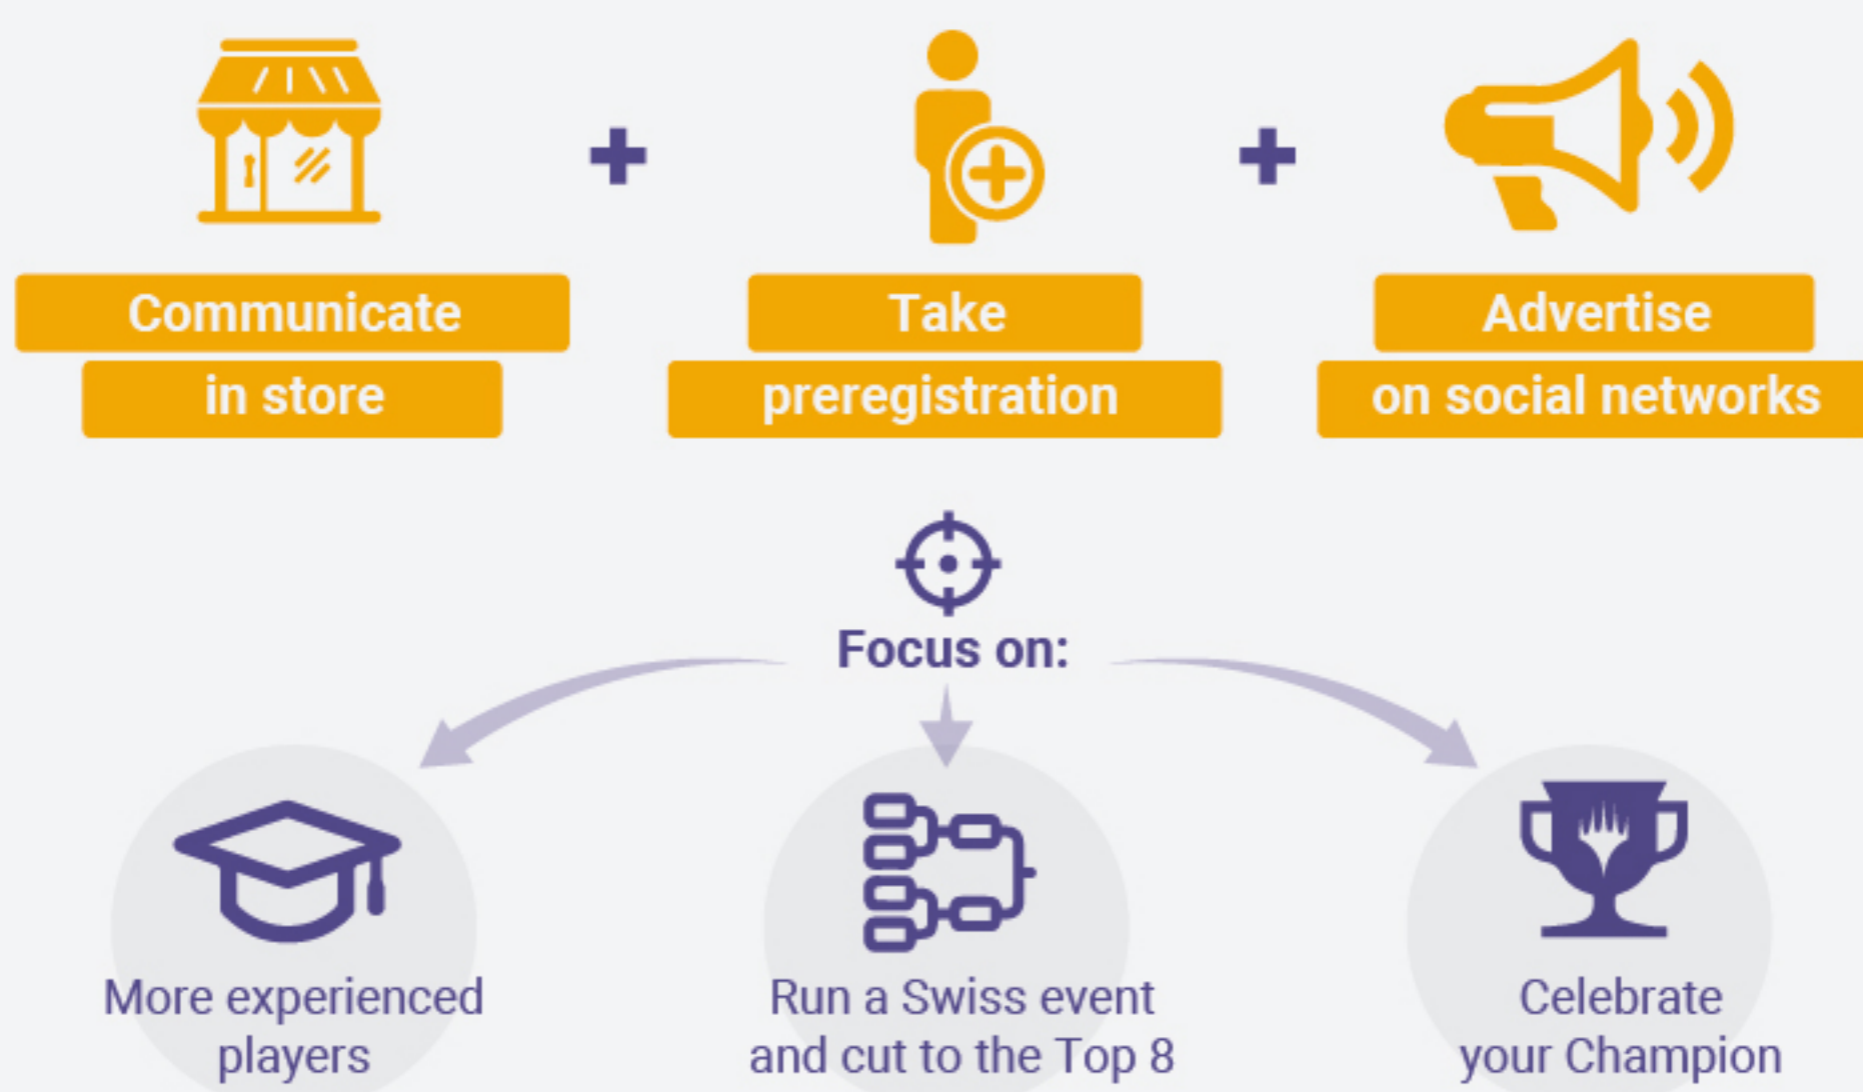 Communicate
in store
Take
preregistration
Advertise
on social networks
Focus on:
More experienced
players
Run a Swiss event
and cut to the Top 8
Celebrate
your Champion